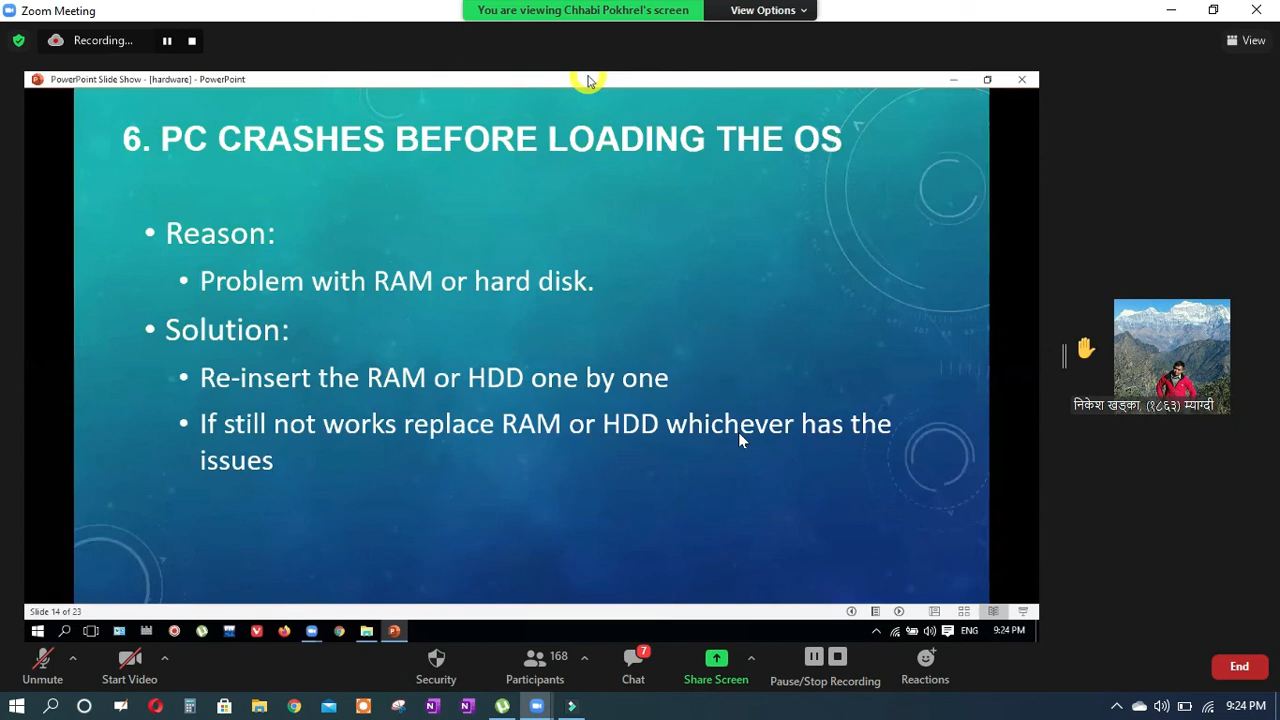 Zoom Meeting
You are viewing Chhabi Pokhrel's screen
View Options
Recording...
View
PowerPoint Slide Show - [hardware] - PowerPoint
6. PC CRASHES BEFORE LOADING THE OS
• Reason:
• Problem with RAM or hard disk.
• Solution:
• Re-insert the RAM or HDD one by one
• If still not works replace RAM or HDD whichever has the
issues
निकेश खड्का, (१८६३) म्याग्दी
Slide 14 of 23
ENG
9:24 PM
Unmute
Start Video
Security
Participants
168
Chat
7
Share Screen
Pause/Stop Recording
Reactions
End
ENG
9:24 PM